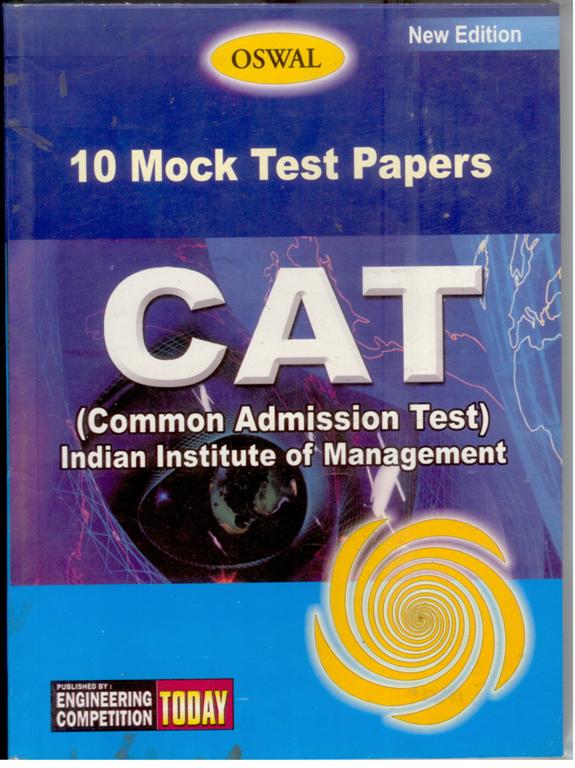 OSWAL
New Edition
10 Mock Test Papers
CAT
(Common Admission Test)
Indian Institute of Management
PUBLISHED BY :
ENGINEERING
COMPETITION
TODAY